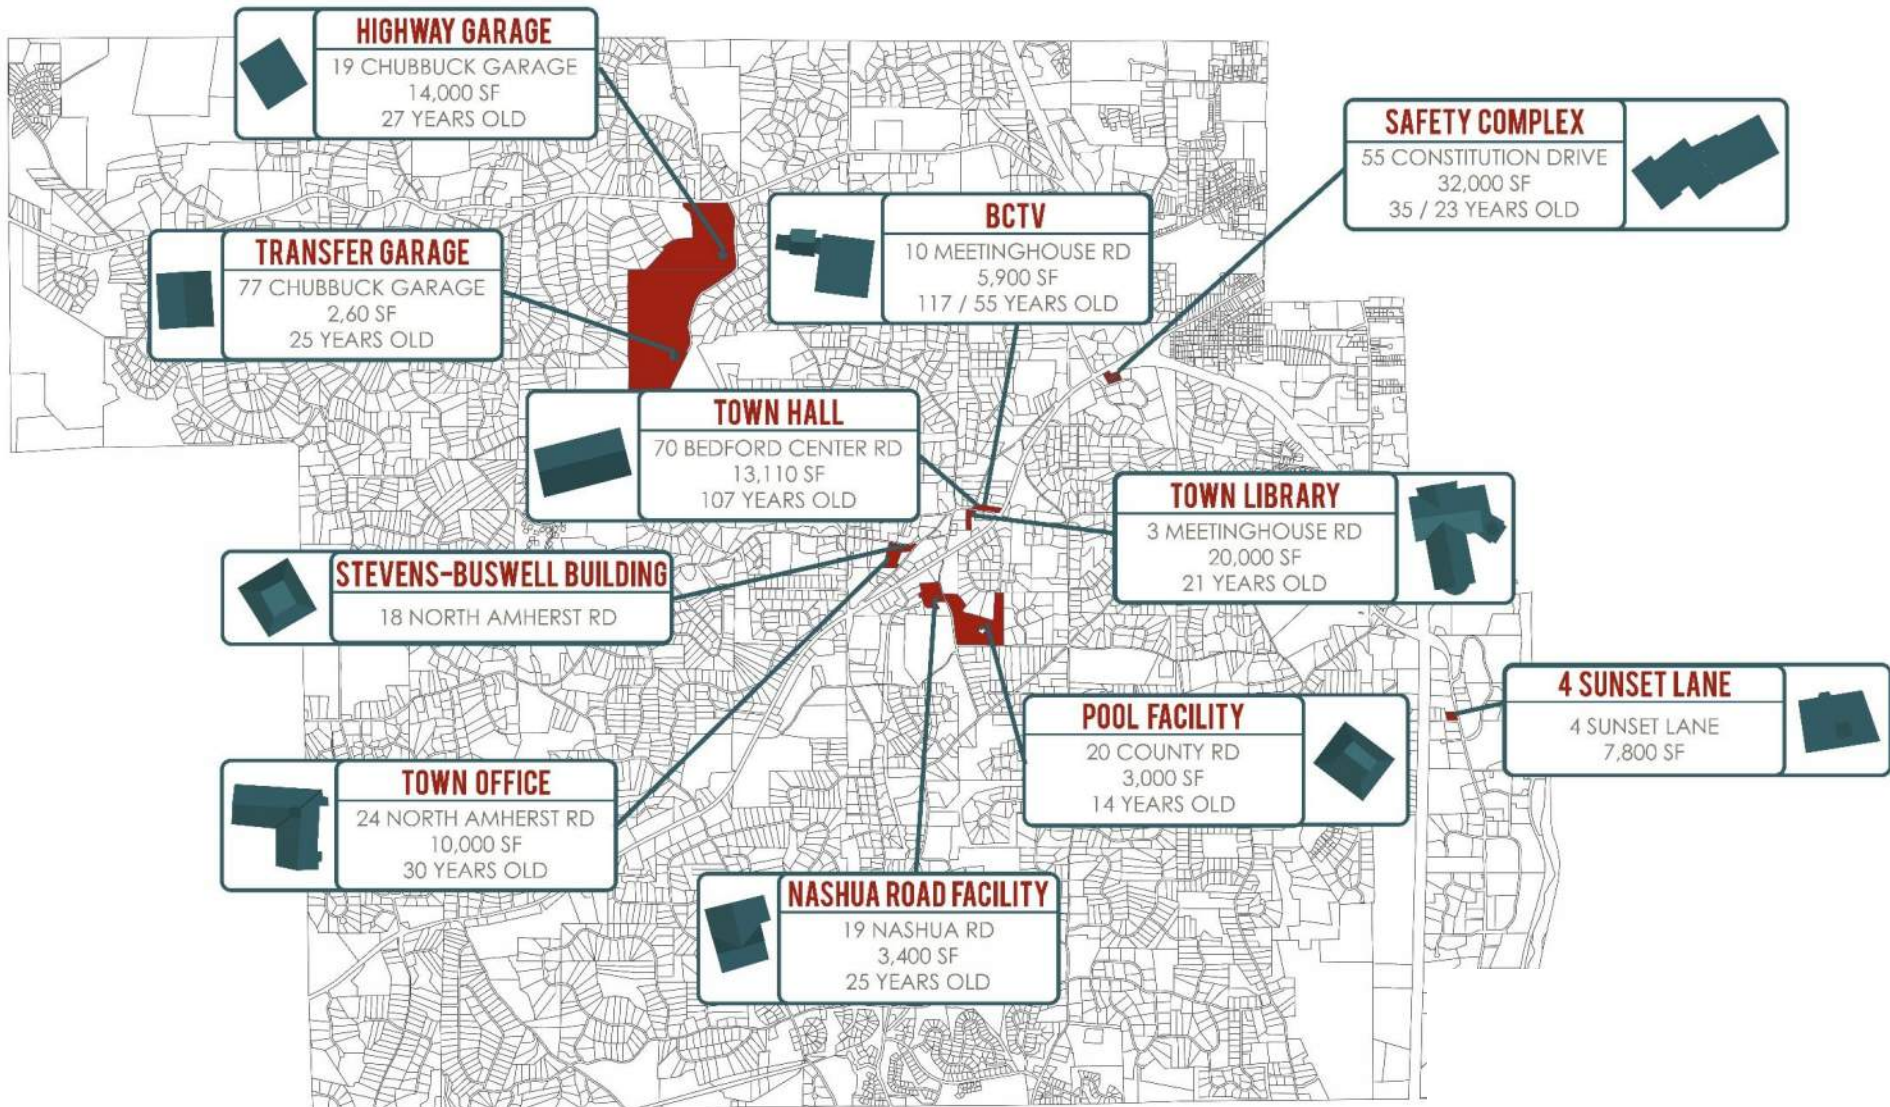 HIGHWAY GARAGE
19 CHUBBUCK GARAGE
14,000 SF
27 YEARS OLD
SAFETY COMPLEX
55 CONSTITUTION DRIVE
32,000 SF
35 / 23 YEARS OLD
BCTV
10 MEETINGHOUSE RD
5,900 SF
117 / 55 YEARS OLD
TRANSFER GARAGE
77 CHUBBUCK GARAGE
2,60 SF
25 YEARS OLD
TOWN HALL
70 BEDFORD CENTER RD
13,110 SF
107 YEARS OLD
TOWN LIBRARY
3 MEETINGHOUSE RD
20,000 SF
21 YEARS OLD
STEVENS-BUSWELL BUILDING
18 NORTH AMHERST RD
4 SUNSET LANE
4 SUNSET LANE
7,800 SF
POOL FACILITY
20 COUNTY RD
3,000 SF
14 YEARS OLD
TOWN OFFICE
24 NORTH AMHERST RD
10,000 SF
30 YEARS OLD
NASHUA ROAD FACILITY
19 NASHUA RD
3,400 SF
25 YEARS OLD